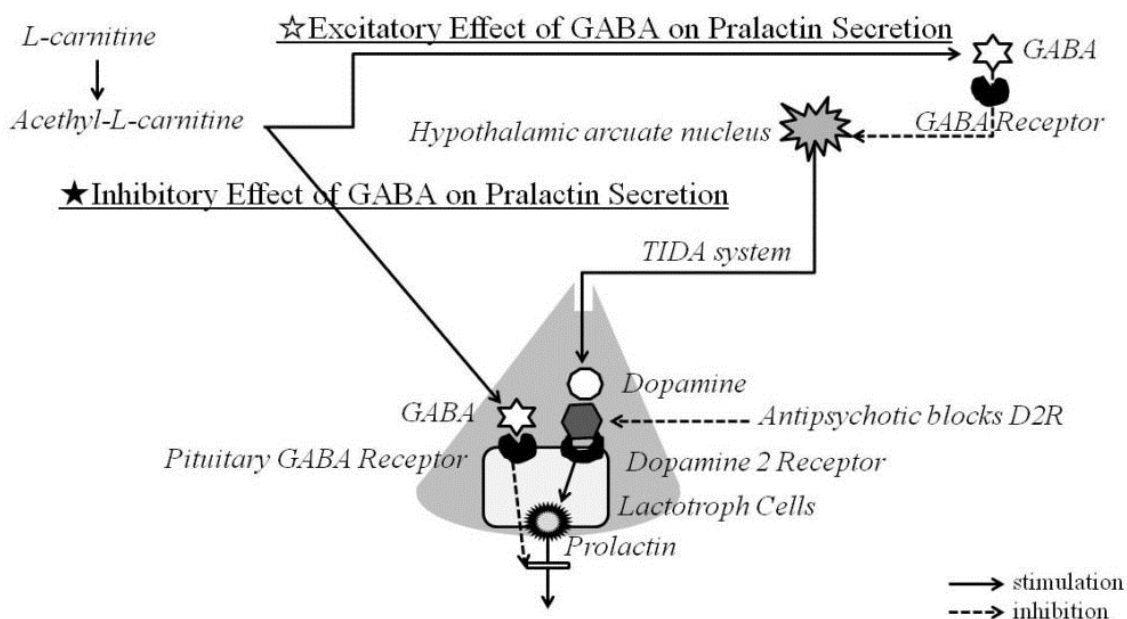 ☆Excitatory Effect of GABA on Pralactin Secretion
L-carnitine
GABA
Acethyl-L-carnitine
Hypothalamic arcuate nucleus
GABA Receptor
★Inhibitory Effect of GABA on Pralactin Secretion
TIDA system
Dopamine
GABA
Antipsychotic blocks D2R
Pituitary GABA Receptor
Dopamine 2 Receptor
Lactotroph Cells
Prolactin
stimulation
inhibition